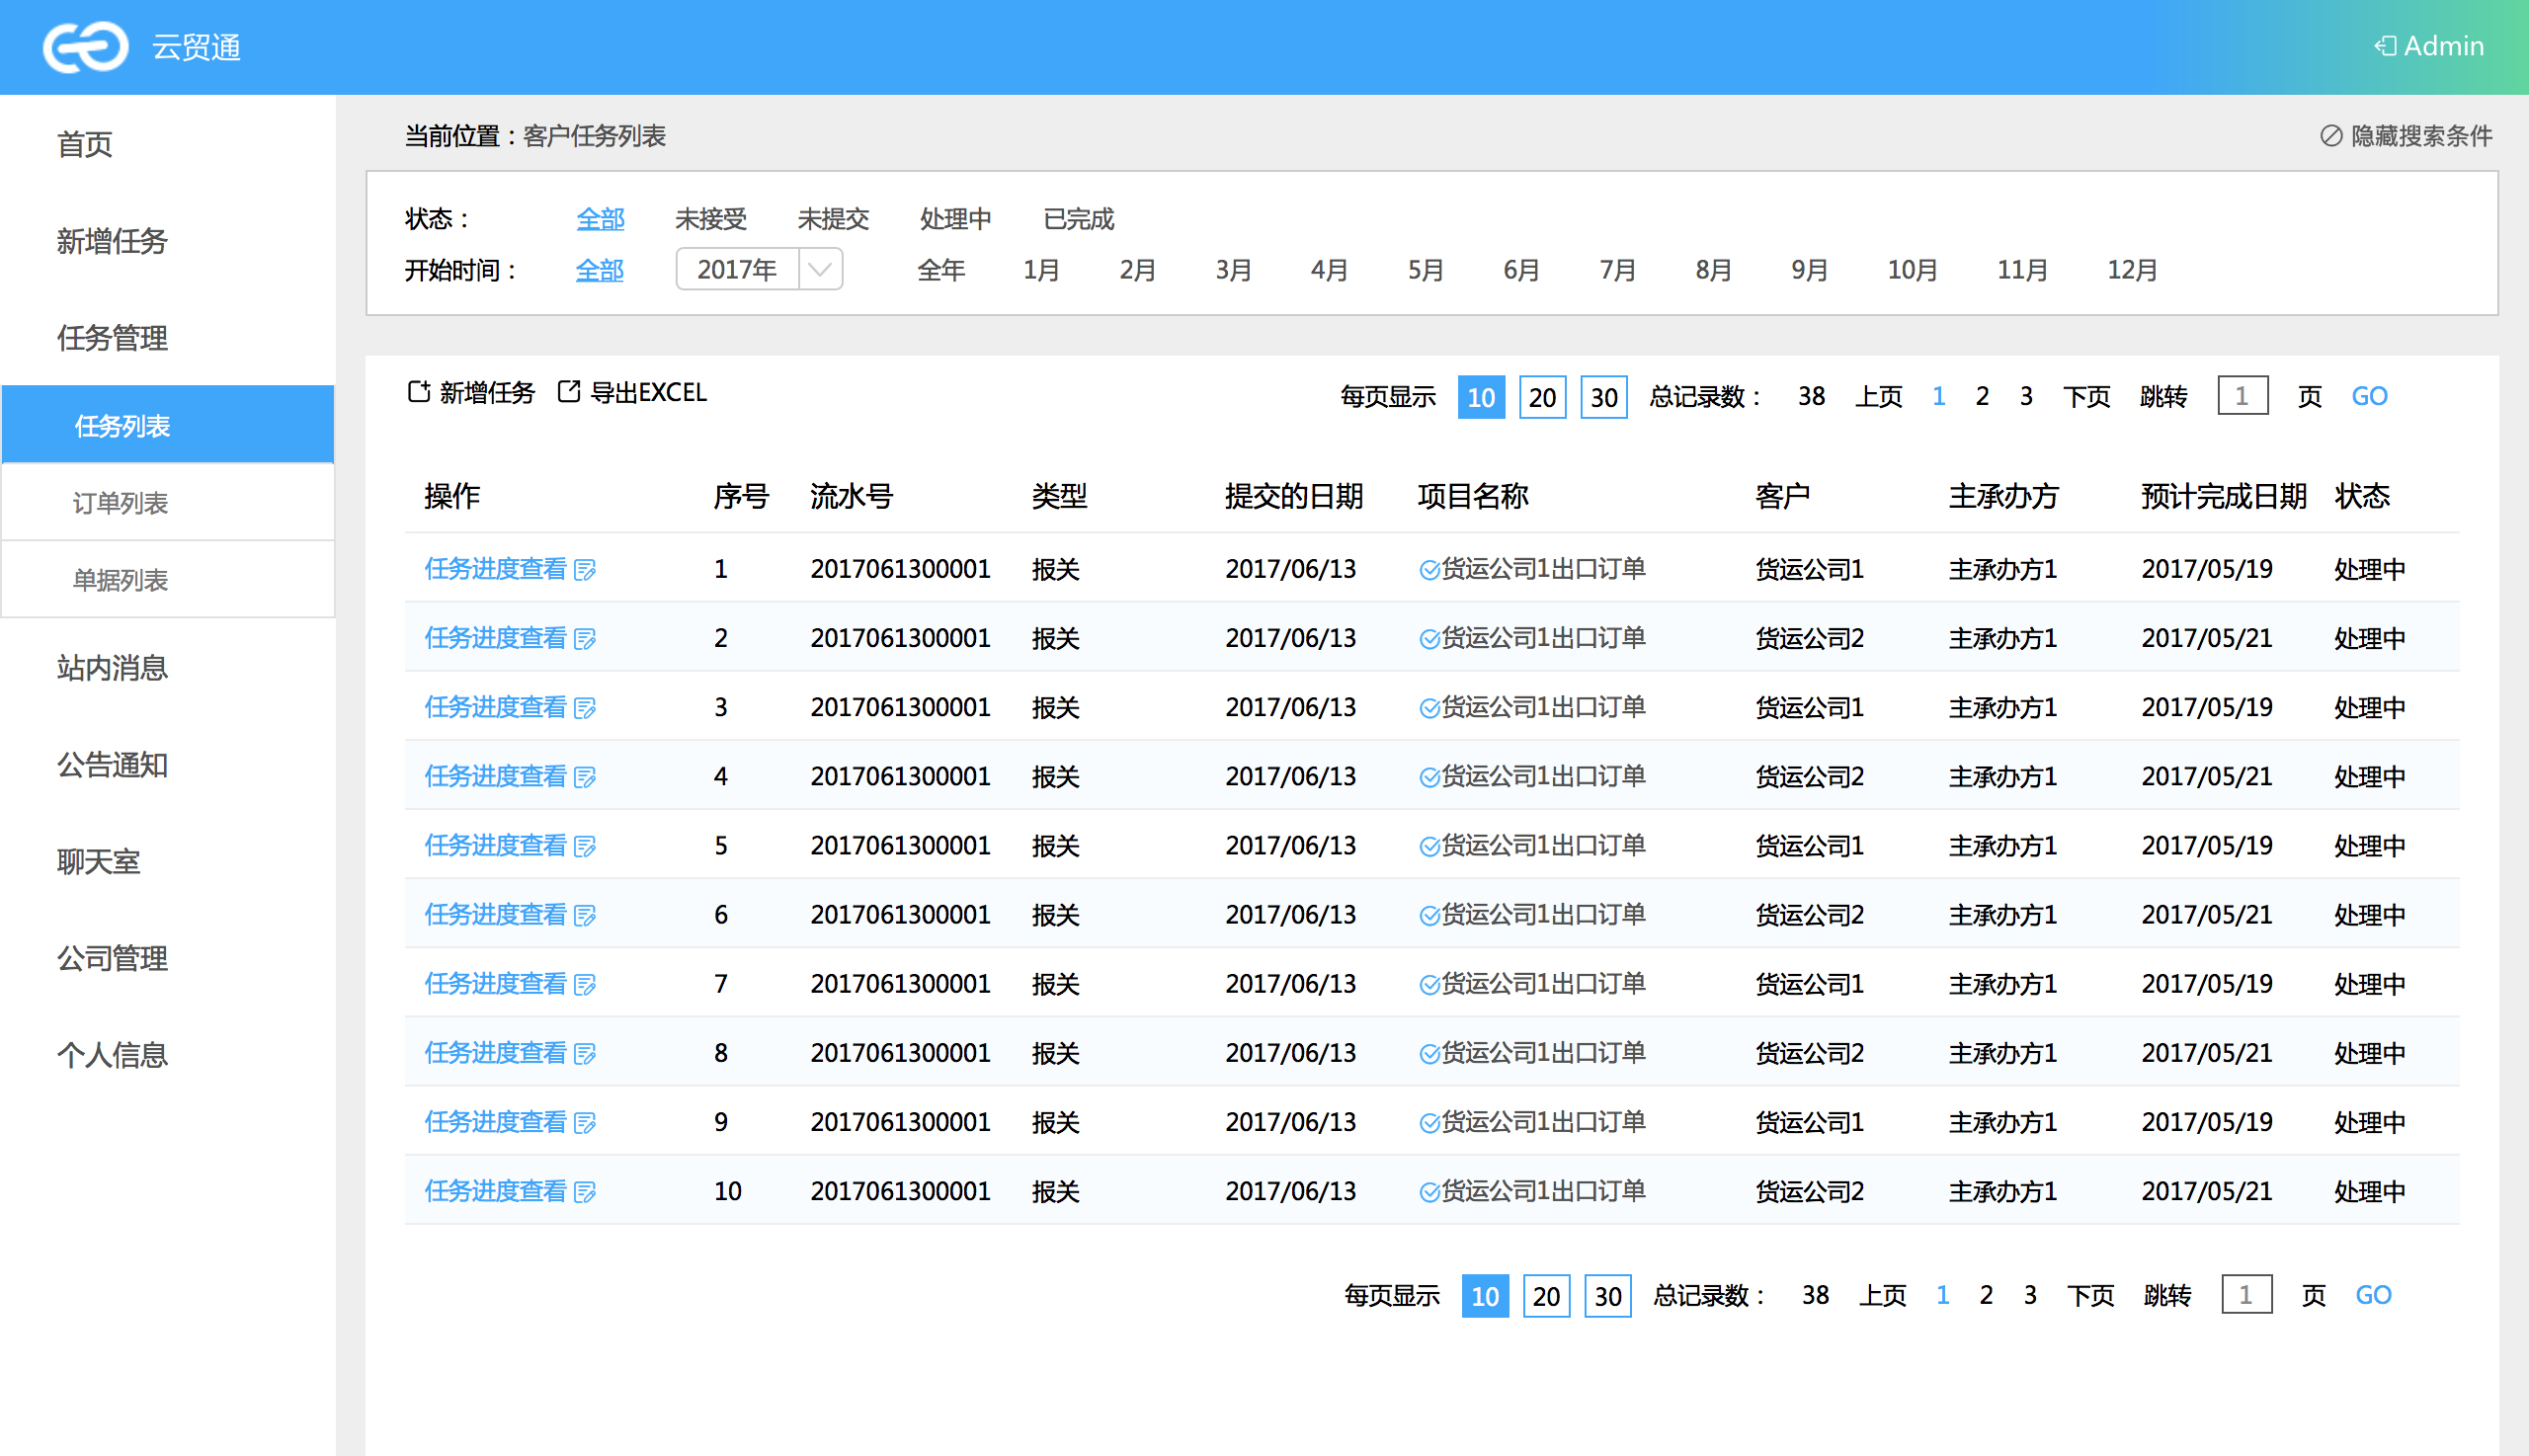 云贸通
Admin
首页
新增任务
任务管理
任务列表
订单列表
单据列表
站内消息
公告通知
聊天室
公司管理
个人信息
当前位置：客户任务列表
隐藏搜索条件
状态： 全部 未接受 未提交 处理中 已完成
开始时间： 全部 2017年 全年 1月 2月 3月 4月 5月 6月 7月 8月 9月 10月 11月 12月
新增任务 导出EXCEL
每页显示 10 20 30 总记录数： 38 上页 1 2 3 下页 跳转 1 页 GO
操作 序号 流水号 类型 提交的日期 项目名称 客户 主承办方 预计完成日期 状态
任务进度查看 1 2017061300001 报关 2017/06/13 货运公司1出口订单 货运公司1 主承办方1 2017/05/19 处理中
任务进度查看 2 2017061300001 报关 2017/06/13 货运公司1出口订单 货运公司2 主承办方1 2017/05/21 处理中
任务进度查看 3 2017061300001 报关 2017/06/13 货运公司1出口订单 货运公司1 主承办方1 2017/05/19 处理中
任务进度查看 4 2017061300001 报关 2017/06/13 货运公司1出口订单 货运公司2 主承办方1 2017/05/21 处理中
任务进度查看 5 2017061300001 报关 2017/06/13 货运公司1出口订单 货运公司1 主承办方1 2017/05/19 处理中
任务进度查看 6 2017061300001 报关 2017/06/13 货运公司1出口订单 货运公司2 主承办方1 2017/05/21 处理中
任务进度查看 7 2017061300001 报关 2017/06/13 货运公司1出口订单 货运公司1 主承办方1 2017/05/19 处理中
任务进度查看 8 2017061300001 报关 2017/06/13 货运公司1出口订单 货运公司2 主承办方1 2017/05/21 处理中
任务进度查看 9 2017061300001 报关 2017/06/13 货运公司1出口订单 货运公司1 主承办方1 2017/05/19 处理中
任务进度查看 10 2017061300001 报关 2017/06/13 货运公司1出口订单 货运公司2 主承办方1 2017/05/21 处理中
每页显示 10 20 30 总记录数： 38 上页 1 2 3 下页 跳转 1 页 GO